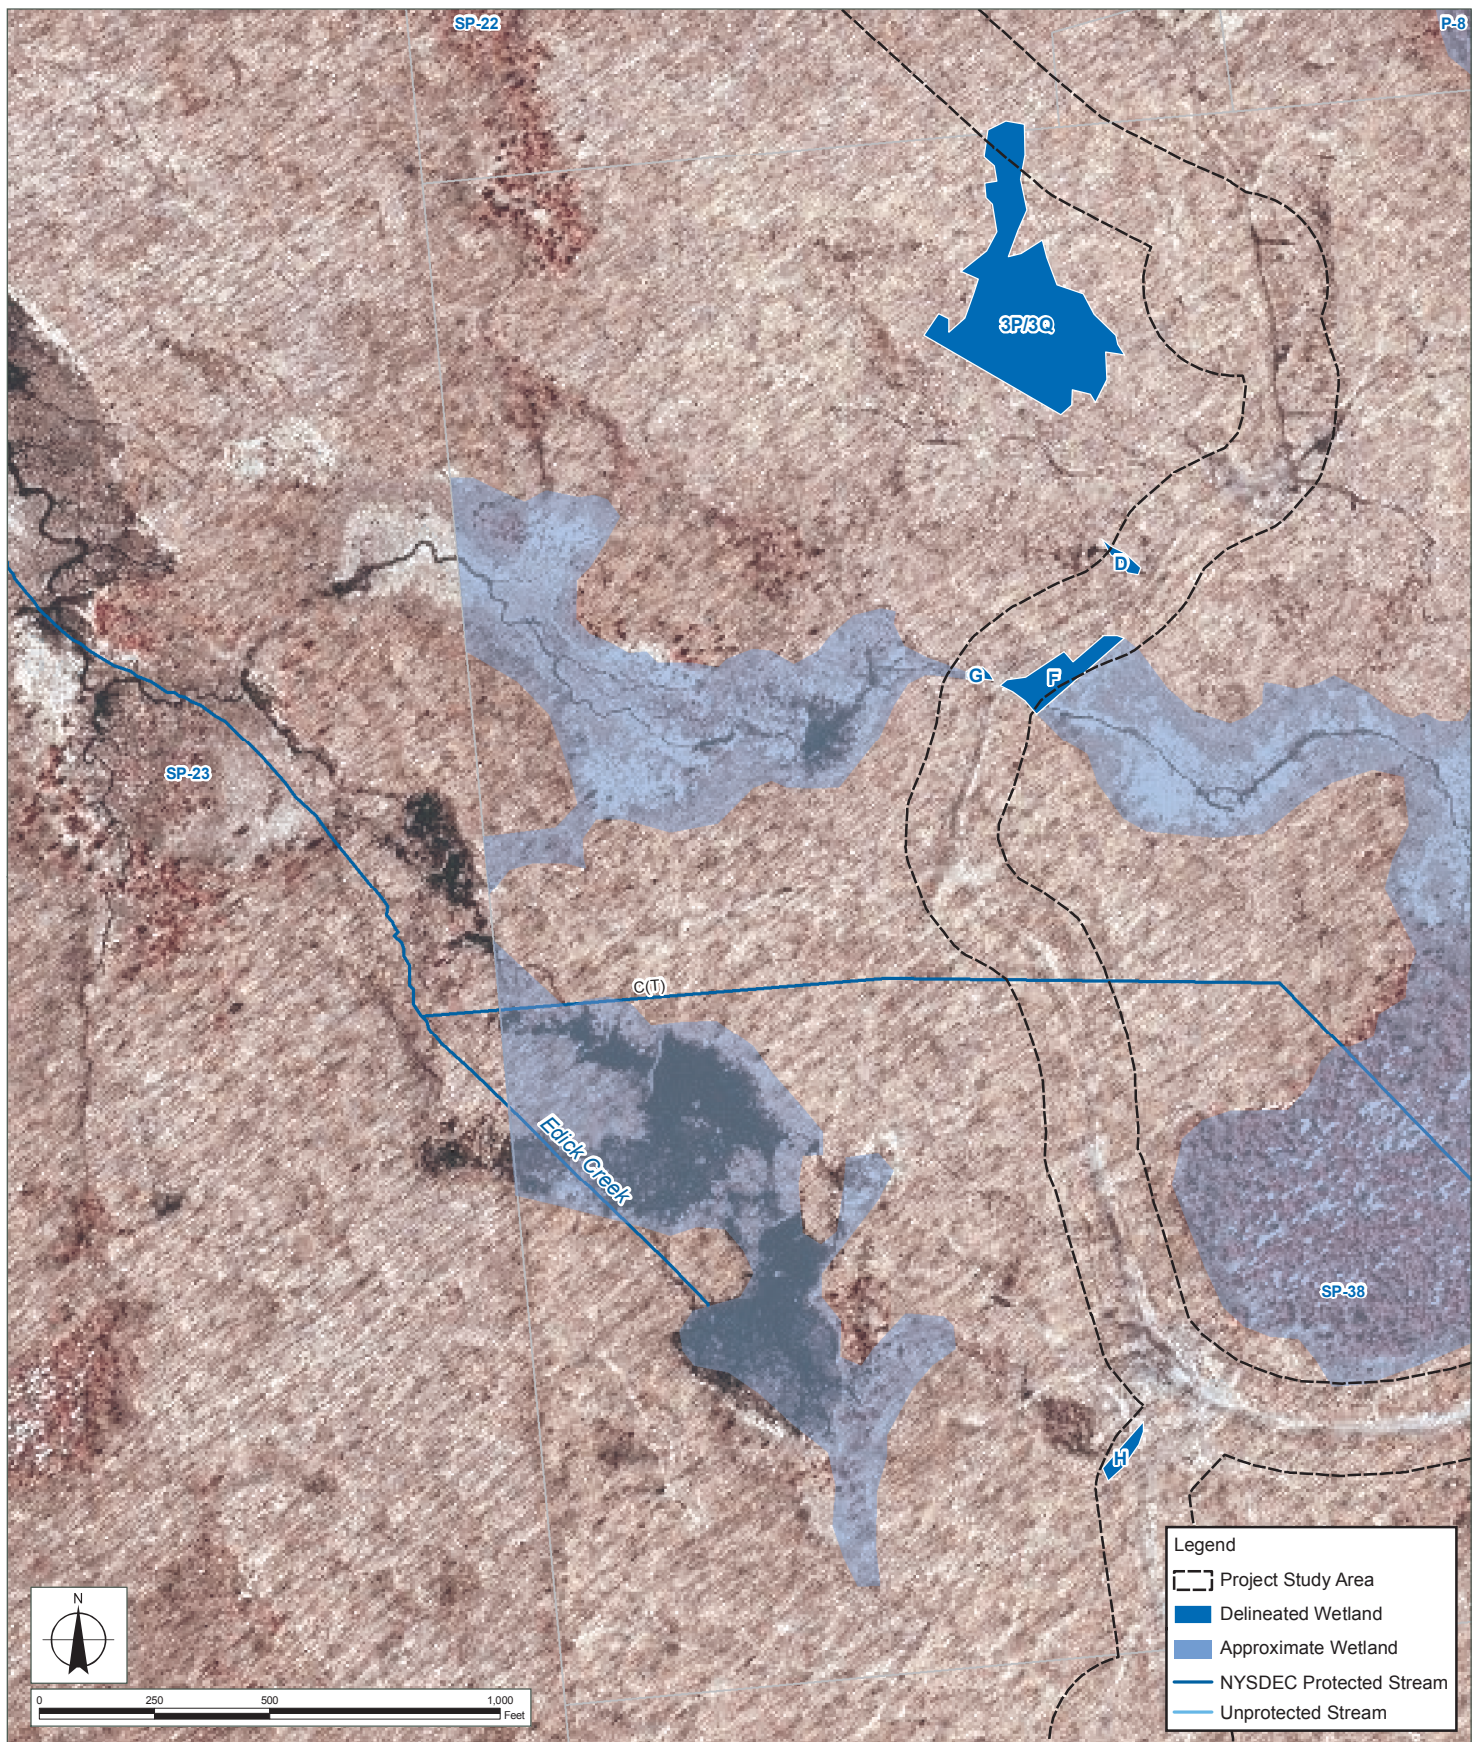 SP-22
P-8
3P/3Q
D
G
F
SP-23
C(T)
Edick Creek
SP-38
H
Legend
Project Study Area
Delineated Wetland
Approximate Wetland
NYSDEC Protected Stream
Unprotected Stream
N
0 250 500 1,000
Feet